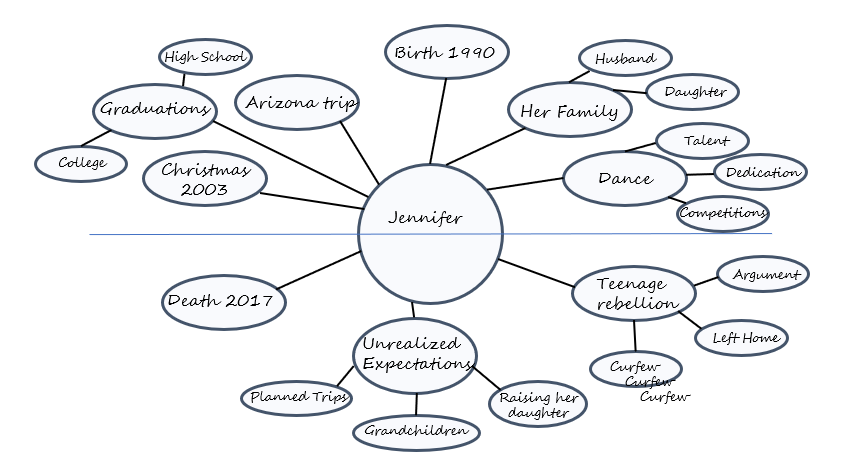 High School
Graduations
College
Arizona trip
Christmas
2003
Birth 1990
Her Family
Husband
Daughter
Dance
Talent
Dedication
Competitions
Jennifer
Death 2017
Unrealized
Expectations
Planned Trips
Grandchildren
Raising her
daughter
Teenage
rebellion
Argument
Left Home
Curfew
Curfew
Curfew